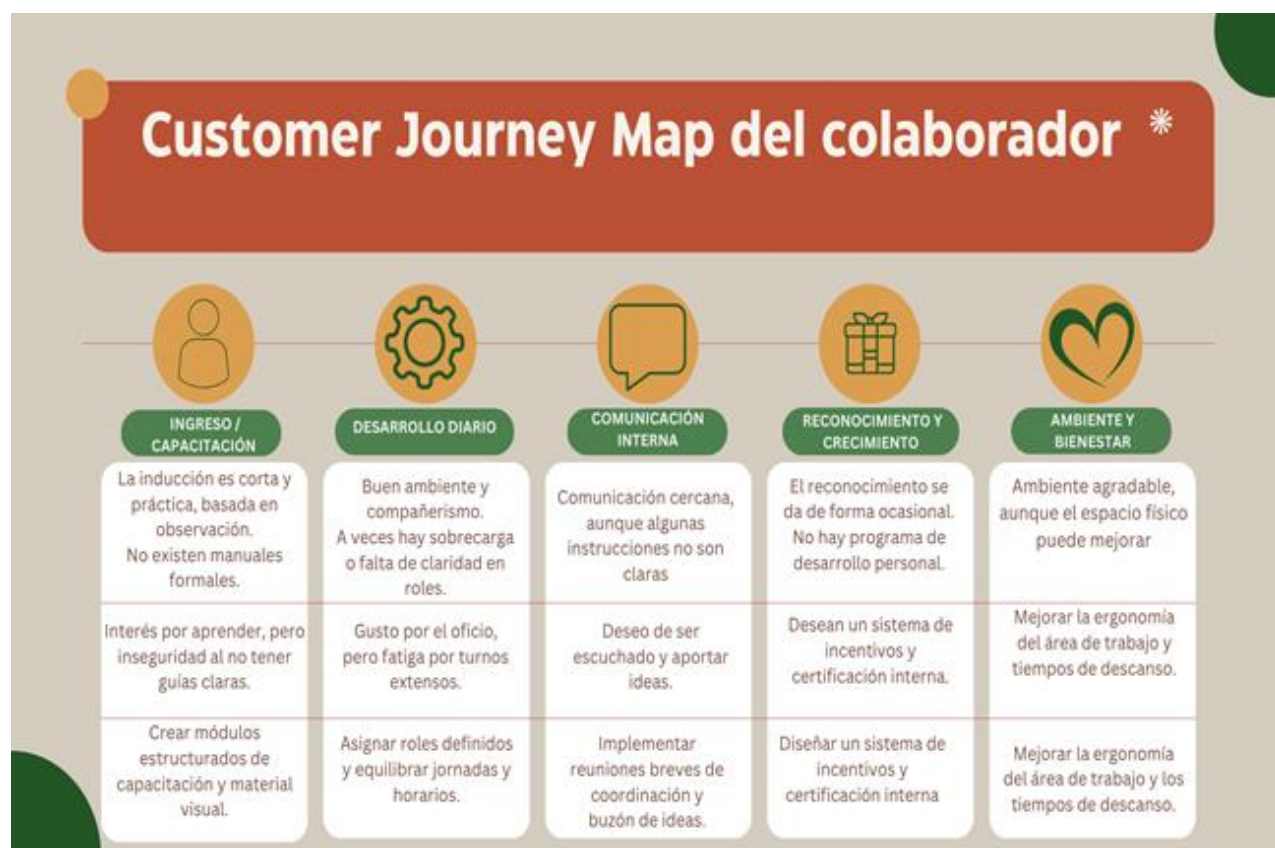 Customer Journey Map del colaborador
INGRESO /
CAPACITACIÓN
La inducción es corta y
práctica, basada en
observación.
No existen manuales
formales.
Interés por aprender, pero
inseguridad al no tener
guías claras.
Crear módulos
estructurados de
capacitación y material
visual.
DESARROLLO DIARIO
Buen ambiente y
compañerismo.
A veces hay sobrecarga
o falta de claridad en
roles.
Gusto por el oficio,
pero fatiga por turnos
extensos.
Asignar roles definidos
y equilibrar jornadas y
horarios.
COMUNICACIÓN
INTERNA
Comunicación cercana,
aunque algunas
instrucciones no son
claras
Deseo de ser
escuchado y aportar
ideas.
Implementar
reuniones breves de
coordinación y
buzón de ideas.
RECONOCIMIENTO Y
CRECIMIENTO
El reconocimiento se
da de forma ocasional.
No hay programa de
desarrollo personal.
Desean un sistema de
incentivos y
certificación interna.
Diseñar un sistema de
incentivos y
certificación interna
AMBIENTE Y
BIENESTAR
Ambiente agradable,
aunque el espacio físico
puede mejorar
Mejorar la ergonomía
del área de trabajo y
tiempos de descanso.
Mejorar la ergonomía
del área de trabajo y los
tiempos de descanso.